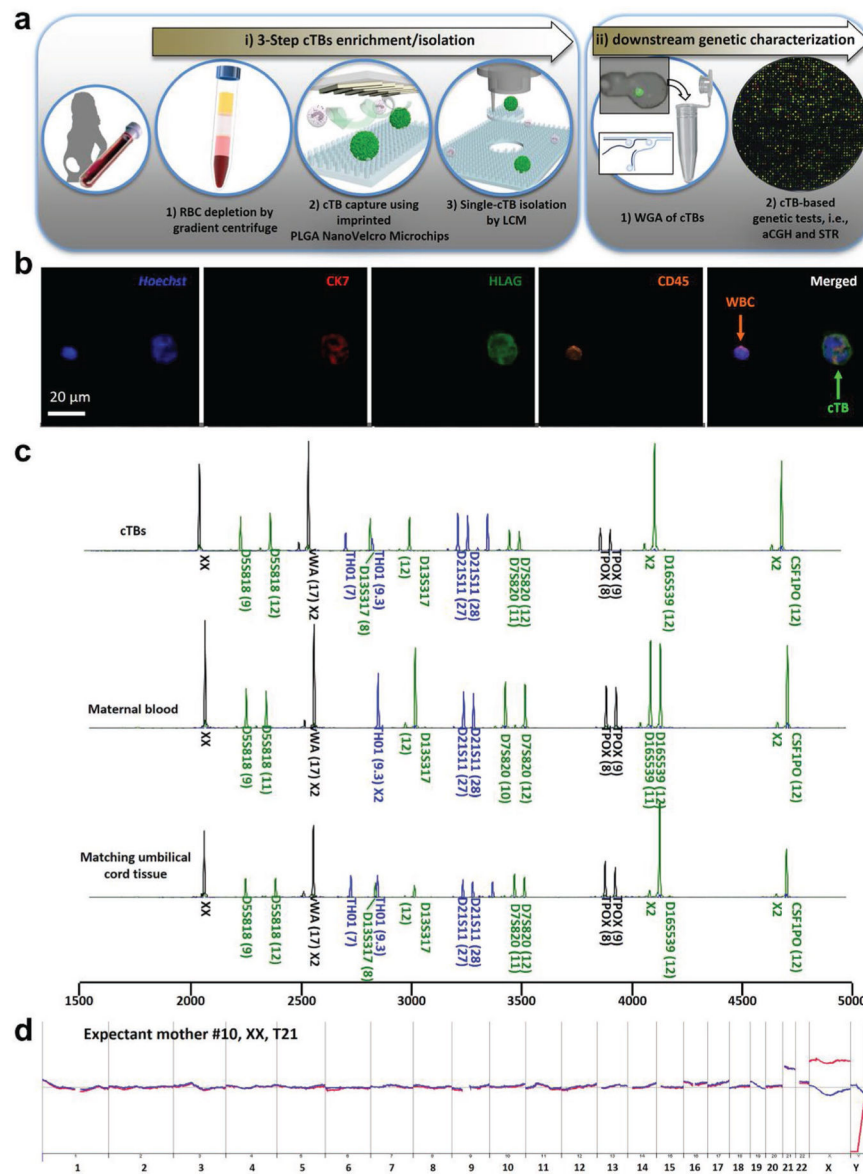 a
i) 3-Step cTBs enrichment/isolation
ii) downstream genetic characterization
1) RBC depletion by
gradient centrifuge
2) cTB capture using
imprinted
PLGA NanoVelcro Microchips
3) Single-cTB isolation
by LCM
1) WGA of cTBs
2) cTB-based
genetic tests, i.e.,
aCGH and STR
b
Hoechst
CK7
HLAG
CD45
Merged
WBC
20 μm
cTB
c
cTBs
XX
D5S818 (9)
D5S818 (12)
vWA (17) X2
TH01 (7)
D13S317 (8)
TH01 (9.3)
(12)
D13S317
D21S11 (27)
D21S11 (28)
D7S820 (11)
D7S820 (12)
TPOX (8)
TPOX (9)
X2
D16S539 (12)
X2
CSF1PO (12)
Maternal blood
XX
D5S818 (9)
D5S818 (11)
vWA (17) X2
TH01 (9.3) X2
(12)
D13S317
D21S11 (27)
D21S11 (28)
D7S820 (10)
D7S820 (12)
TPOX (8)
TPOX (9)
D16S539 (11)
D16S539 (12)
X2
CSF1PO (12)
Matching umbilical
cord tissue
XX
D5S818 (9)
D5S818 (12)
vWA (17) X2
TH01 (7)
D13S317 (8)
TH01 (9.3)
(12)
D13S317
D21S11 (27)
D21S11 (28)
D7S820 (11)
D7S820 (12)
TPOX (8)
TPOX (9)
X2
D16S539 (12)
X2
CSF1PO (12)
1500 2000 2500 3000 3500 4000 4500 5000
d
Expectant mother #10, XX, T21
1 2 3 4 5 6 7 8 9 10 11 12 13 14 15 16 17 18 19 20 21 22 X